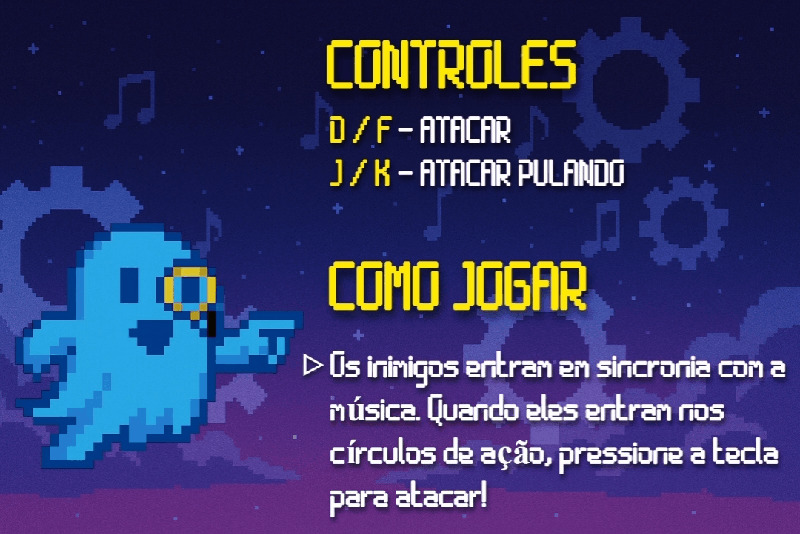 CONTROLES
D / F - ATACAR
J / K - ATACAR PULANDO
COMO JOGAR
Os inimigos entram em sincronia com a
música. Quando eles entram nos
círculos de ação, pressione a tecla
para atacar!